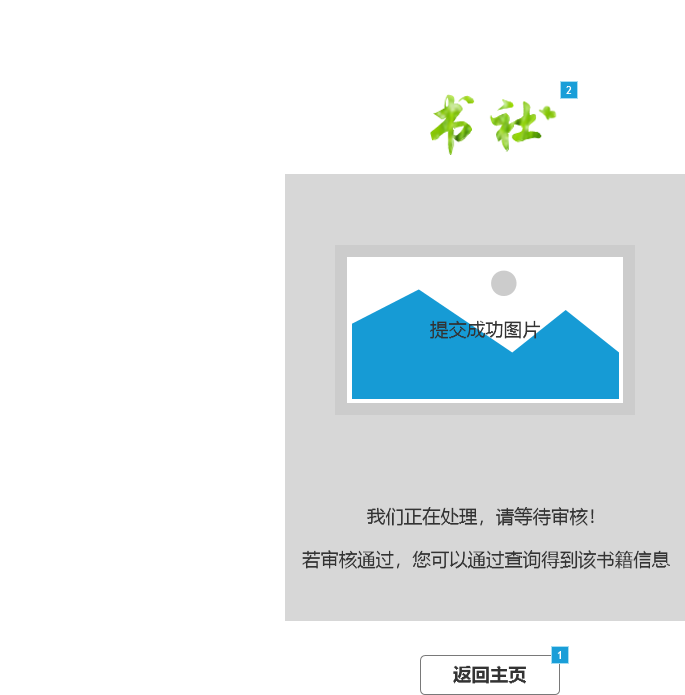 书社
2
提交成功图片
我们正在处理，请等待审核！
若审核通过，您可以通过查询得到该书籍信息
1
返回主页